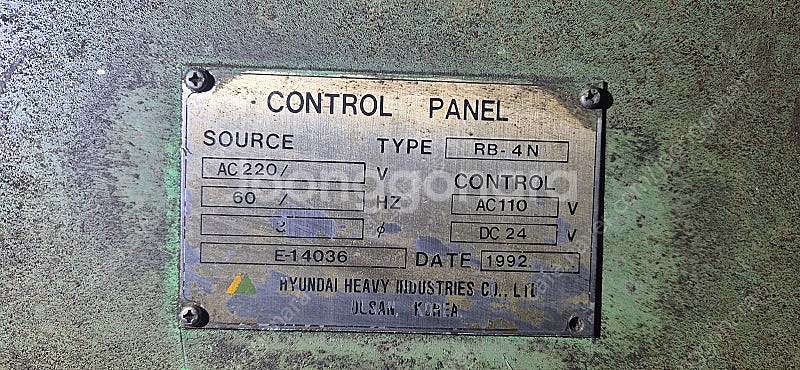 CONTROL PANEL
SOURCE TYPE RB-4N
AC 220/ V CONTROL
60 / HZ AC110 V
ϕ DC 24 V
E-14036 DATE 1992.
HYUNDAI HEAVY INDUSTRIES CO., LTD
ULSAN, KOREA